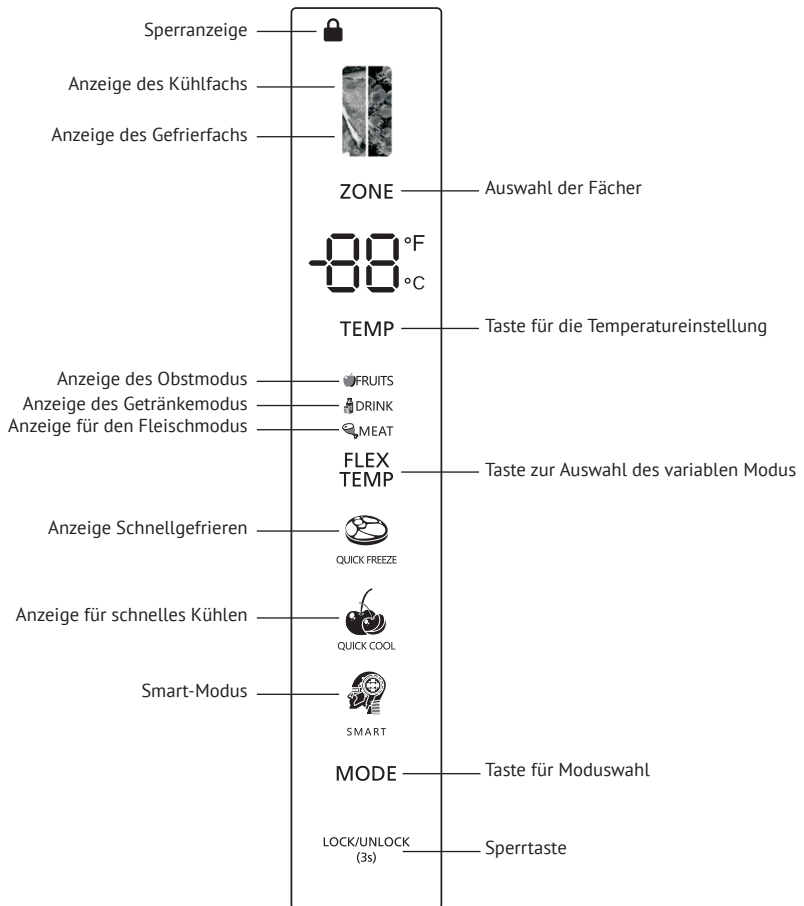 Sperranzeige
Anzeige des Kühlfachs
Anzeige des Gefrierfachs
ZONE
Auswahl der Fächer
-88 °F
°C
TEMP
Taste für die Temperatureinstellung
Anzeige des Obstmodus
FRUITS
Anzeige des Getränkemodus
DRINK
Anzeige für den Fleischmodus
MEAT
FLEX
TEMP
Taste zur Auswahl des variablen Modus
Anzeige Schnellgefrieren
QUICK FREEZE
Anzeige für schnelles Kühlen
QUICK COOL
Smart-Modus
SMART
MODE
Taste für Moduswahl
LOCK/UNLOCK
(3s)
Sperrtaste